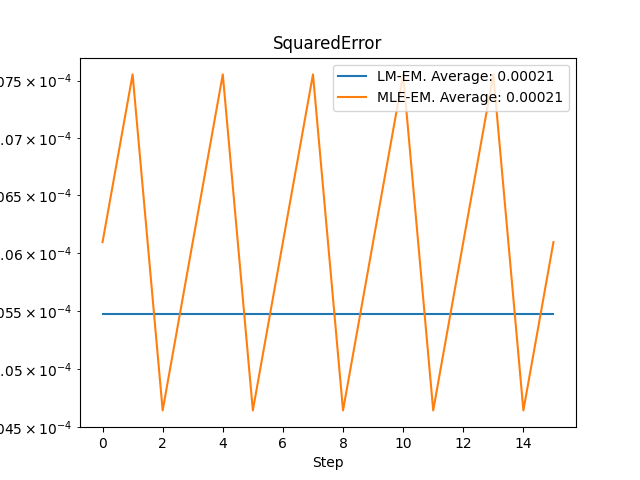 SquaredError
LM-EM. Average: 0.00021
MLE-EM. Average: 0.00021
075 × 10⁻⁴
.07 × 10⁻⁴
065 × 10⁻⁴
.06 × 10⁻⁴
055 × 10⁻⁴
.05 × 10⁻⁴
045 × 10⁻⁴
0 2 4 6 8 10 12 14
Step